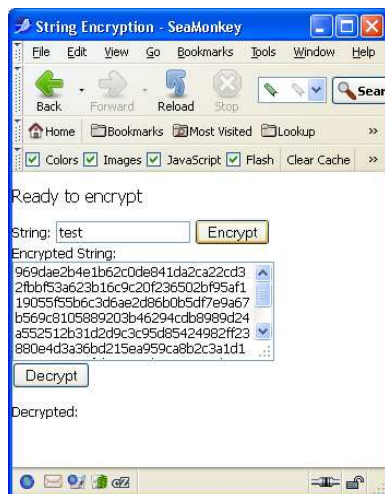 String Encryption - SeaMonkey
File Edit View Go Bookmarks Tools Window Help
Back Forward Reload Stop Sear
Home Bookmarks Most Visited Lookup »
Colors Images JavaScript Flash Clear Cache »
Ready to encrypt
String: test Encrypt
Encrypted String:
969dae2b4e1b62c0de841da2ca22cd3
2fbbf53a623b16c9c20f236502bf95af1
19055f55b6c3d6ae2d86b0b5df7e9a67
b569c8105889203b46294cdb8989d24
a552512b31d2d9c3c95d85424982ff23
880e4d3a36bd215ea959ca8b2c3a1d1
Decrypt
Decrypted: